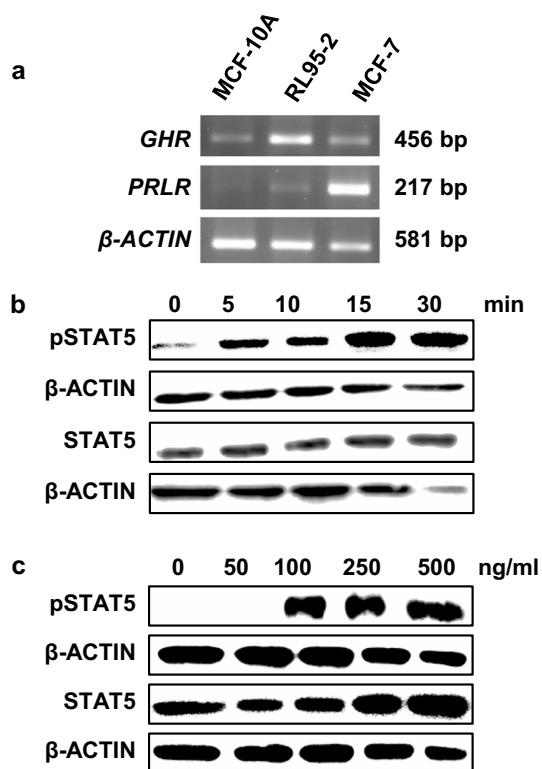 a
MCF-10A
RL95-2
MCF-7
GHR 456 bp
PRLR 217 bp
β-ACTIN 581 bp
b
0 5 10 15 30 min
pSTAT5
β-ACTIN
STAT5
β-ACTIN
c
0 50 100 250 500 ng/ml
pSTAT5
β-ACTIN
STAT5
β-ACTIN